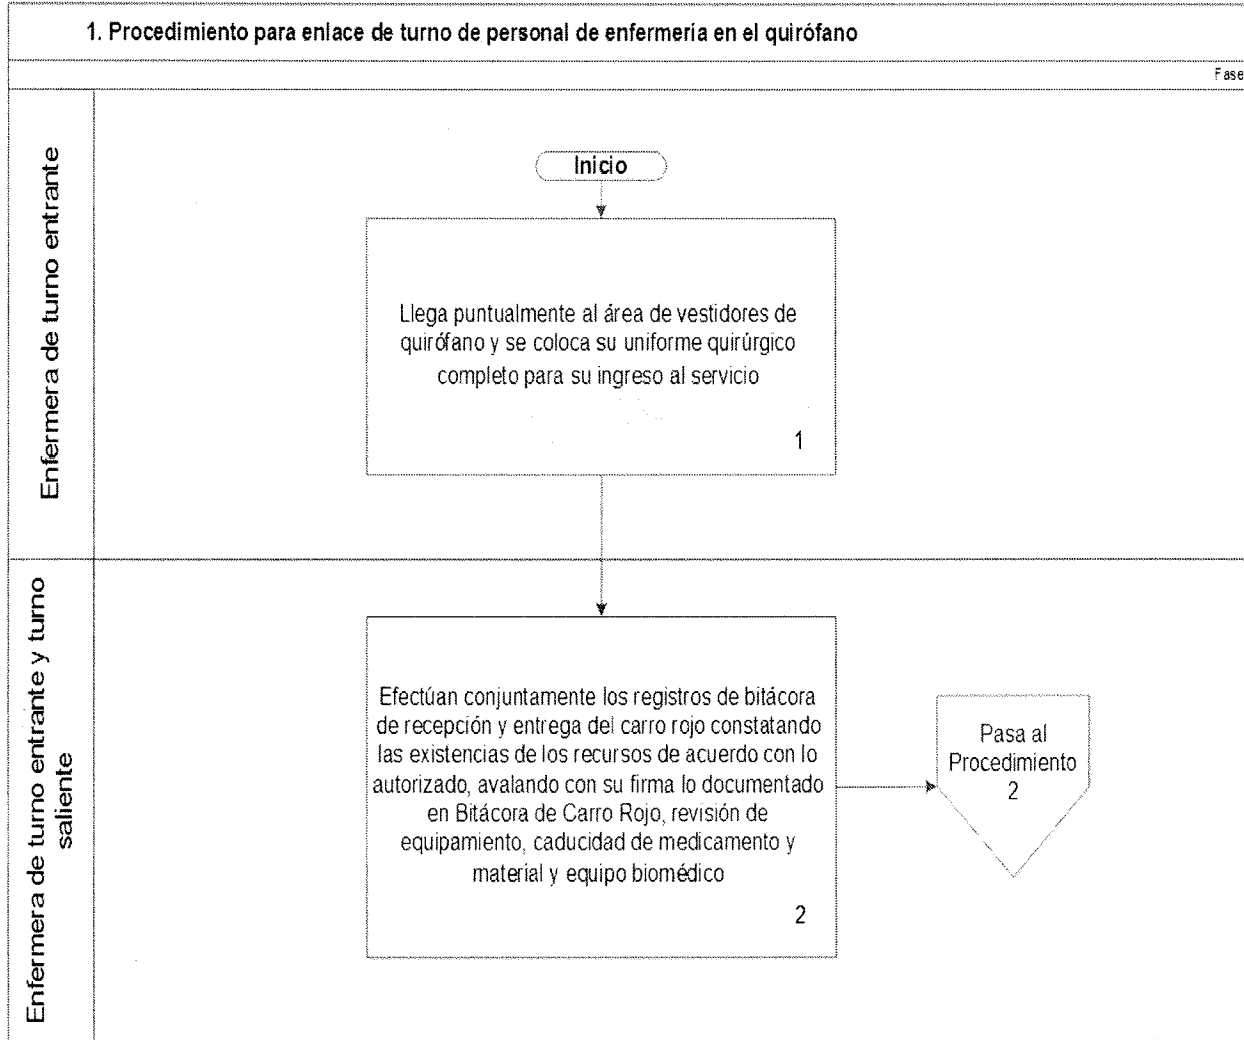 1. Procedimiento para enlace de turno de personal de enfermería en el quirófano
Fase
Enfermera de turno entrante
Inicio
Llega puntualmente al área de vestidores de
quirófano y se coloca su uniforme quirúrgico
completo para su ingreso al servicio
1
Enfermera de turno entrante y turno
saliente
Efectúan conjuntamente los registros de bitácora
de recepción y entrega del carro rojo constatando
las existencias de los recursos de acuerdo con lo
autorizado, avalando con su firma lo documentado
en Bitácora de Carro Rojo, revisión de
equipamiento, caducidad de medicamento y
material y equipo biomédico
2
Pasa al
Procedimiento
2